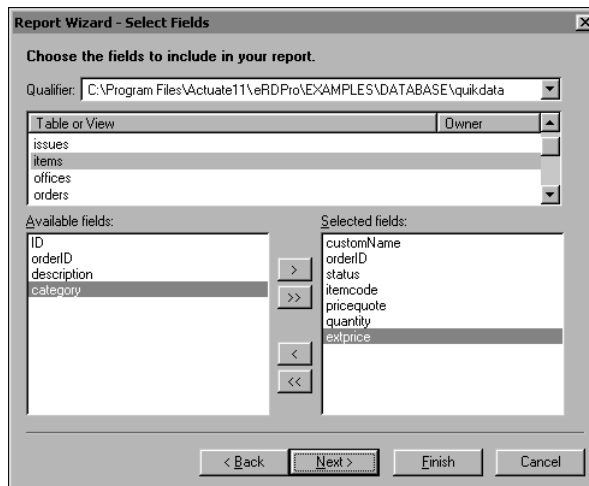 Report Wizard - Select Fields
Choose the fields to include in your report.
Qualifier: C:\Program Files\Actuate11\eRDPro\EXAMPLES\DATABASE\quikdata
Table or View Owner
issues
items
offices
orders
Available fields:
ID
orderID
description
category
>
>>
<
<<
Selected fields:
customName
orderID
status
itemcode
pricequote
quantity
extprice
< Back Next > Finish Cancel